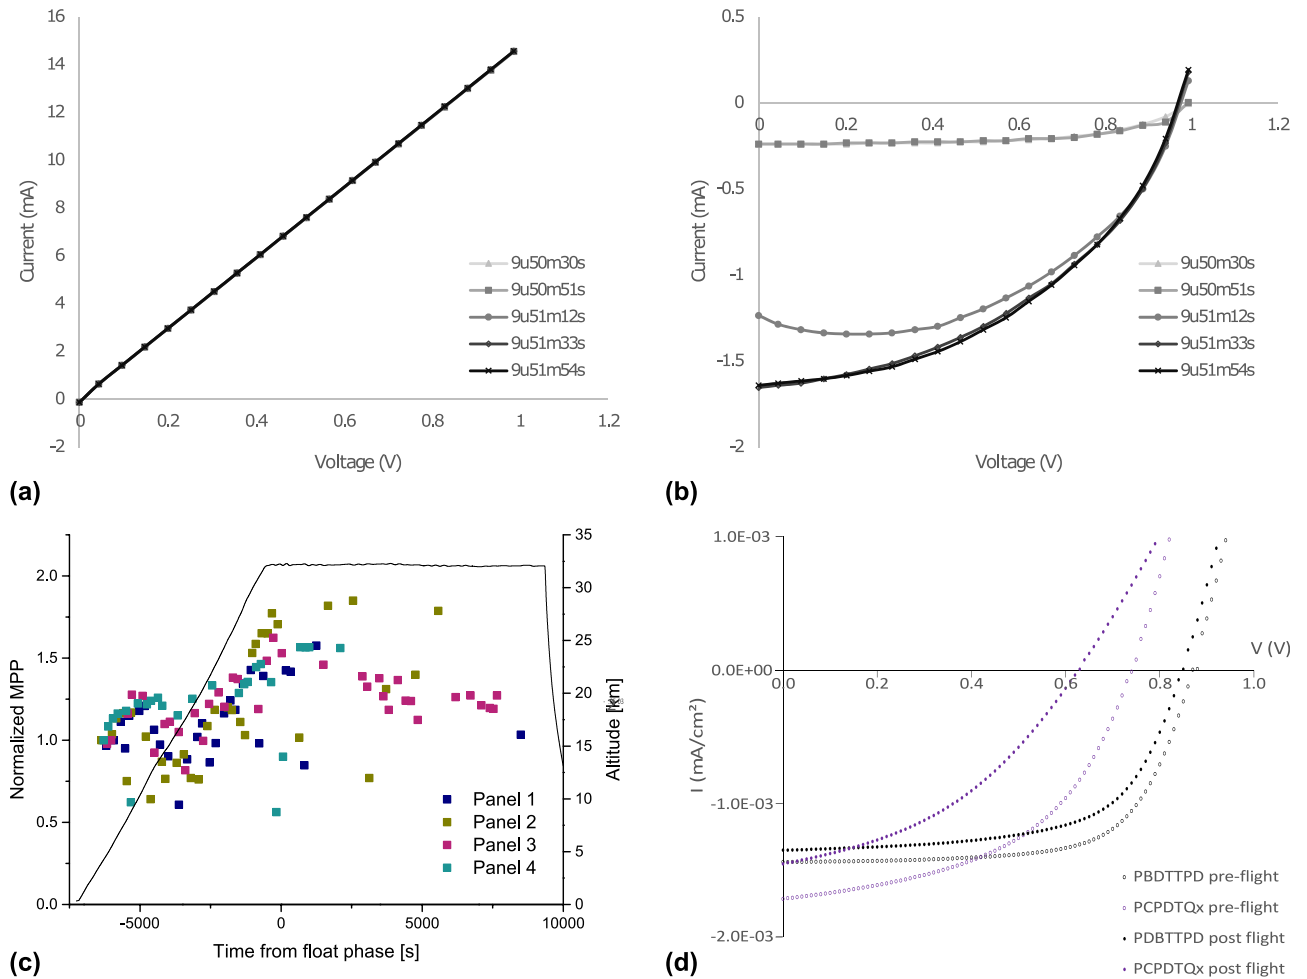 16
14
12
10
8
6
4
2
0
-2
Current (mA)
0
0.2
0.4
0.6
0.8
1
1.2
Voltage (V)
9u50m30s
9u50m51s
9u51m12s
9u51m33s
9u51m54s
(a)
0.5
0
-0.5
-1
-1.5
-2
Current (mA)
0
0.2
0.4
0.6
0.8
1
1.2
Voltage (V)
9u50m30s
9u50m51s
9u51m12s
9u51m33s
9u51m54s
(b)
2.0
1.5
1.0
0.5
0.0
Normalized MPP
35
30
25
20
15
10
5
0
Altitude [km]
Panel 1
Panel 2
Panel 3
Panel 4
-5000
0
5000
10000
Time from float phase [s]
(c)
1.0E-03
0.0E+00
-1.0E-03
-2.0E-03
I (mA/cm²)
V (V)
0.0
0.2
0.4
0.6
0.8
1.0
PBDTTPD pre-flight
PCPDTQx pre-flight
PDBTTPD post flight
PCPDTQx post flight
(d)